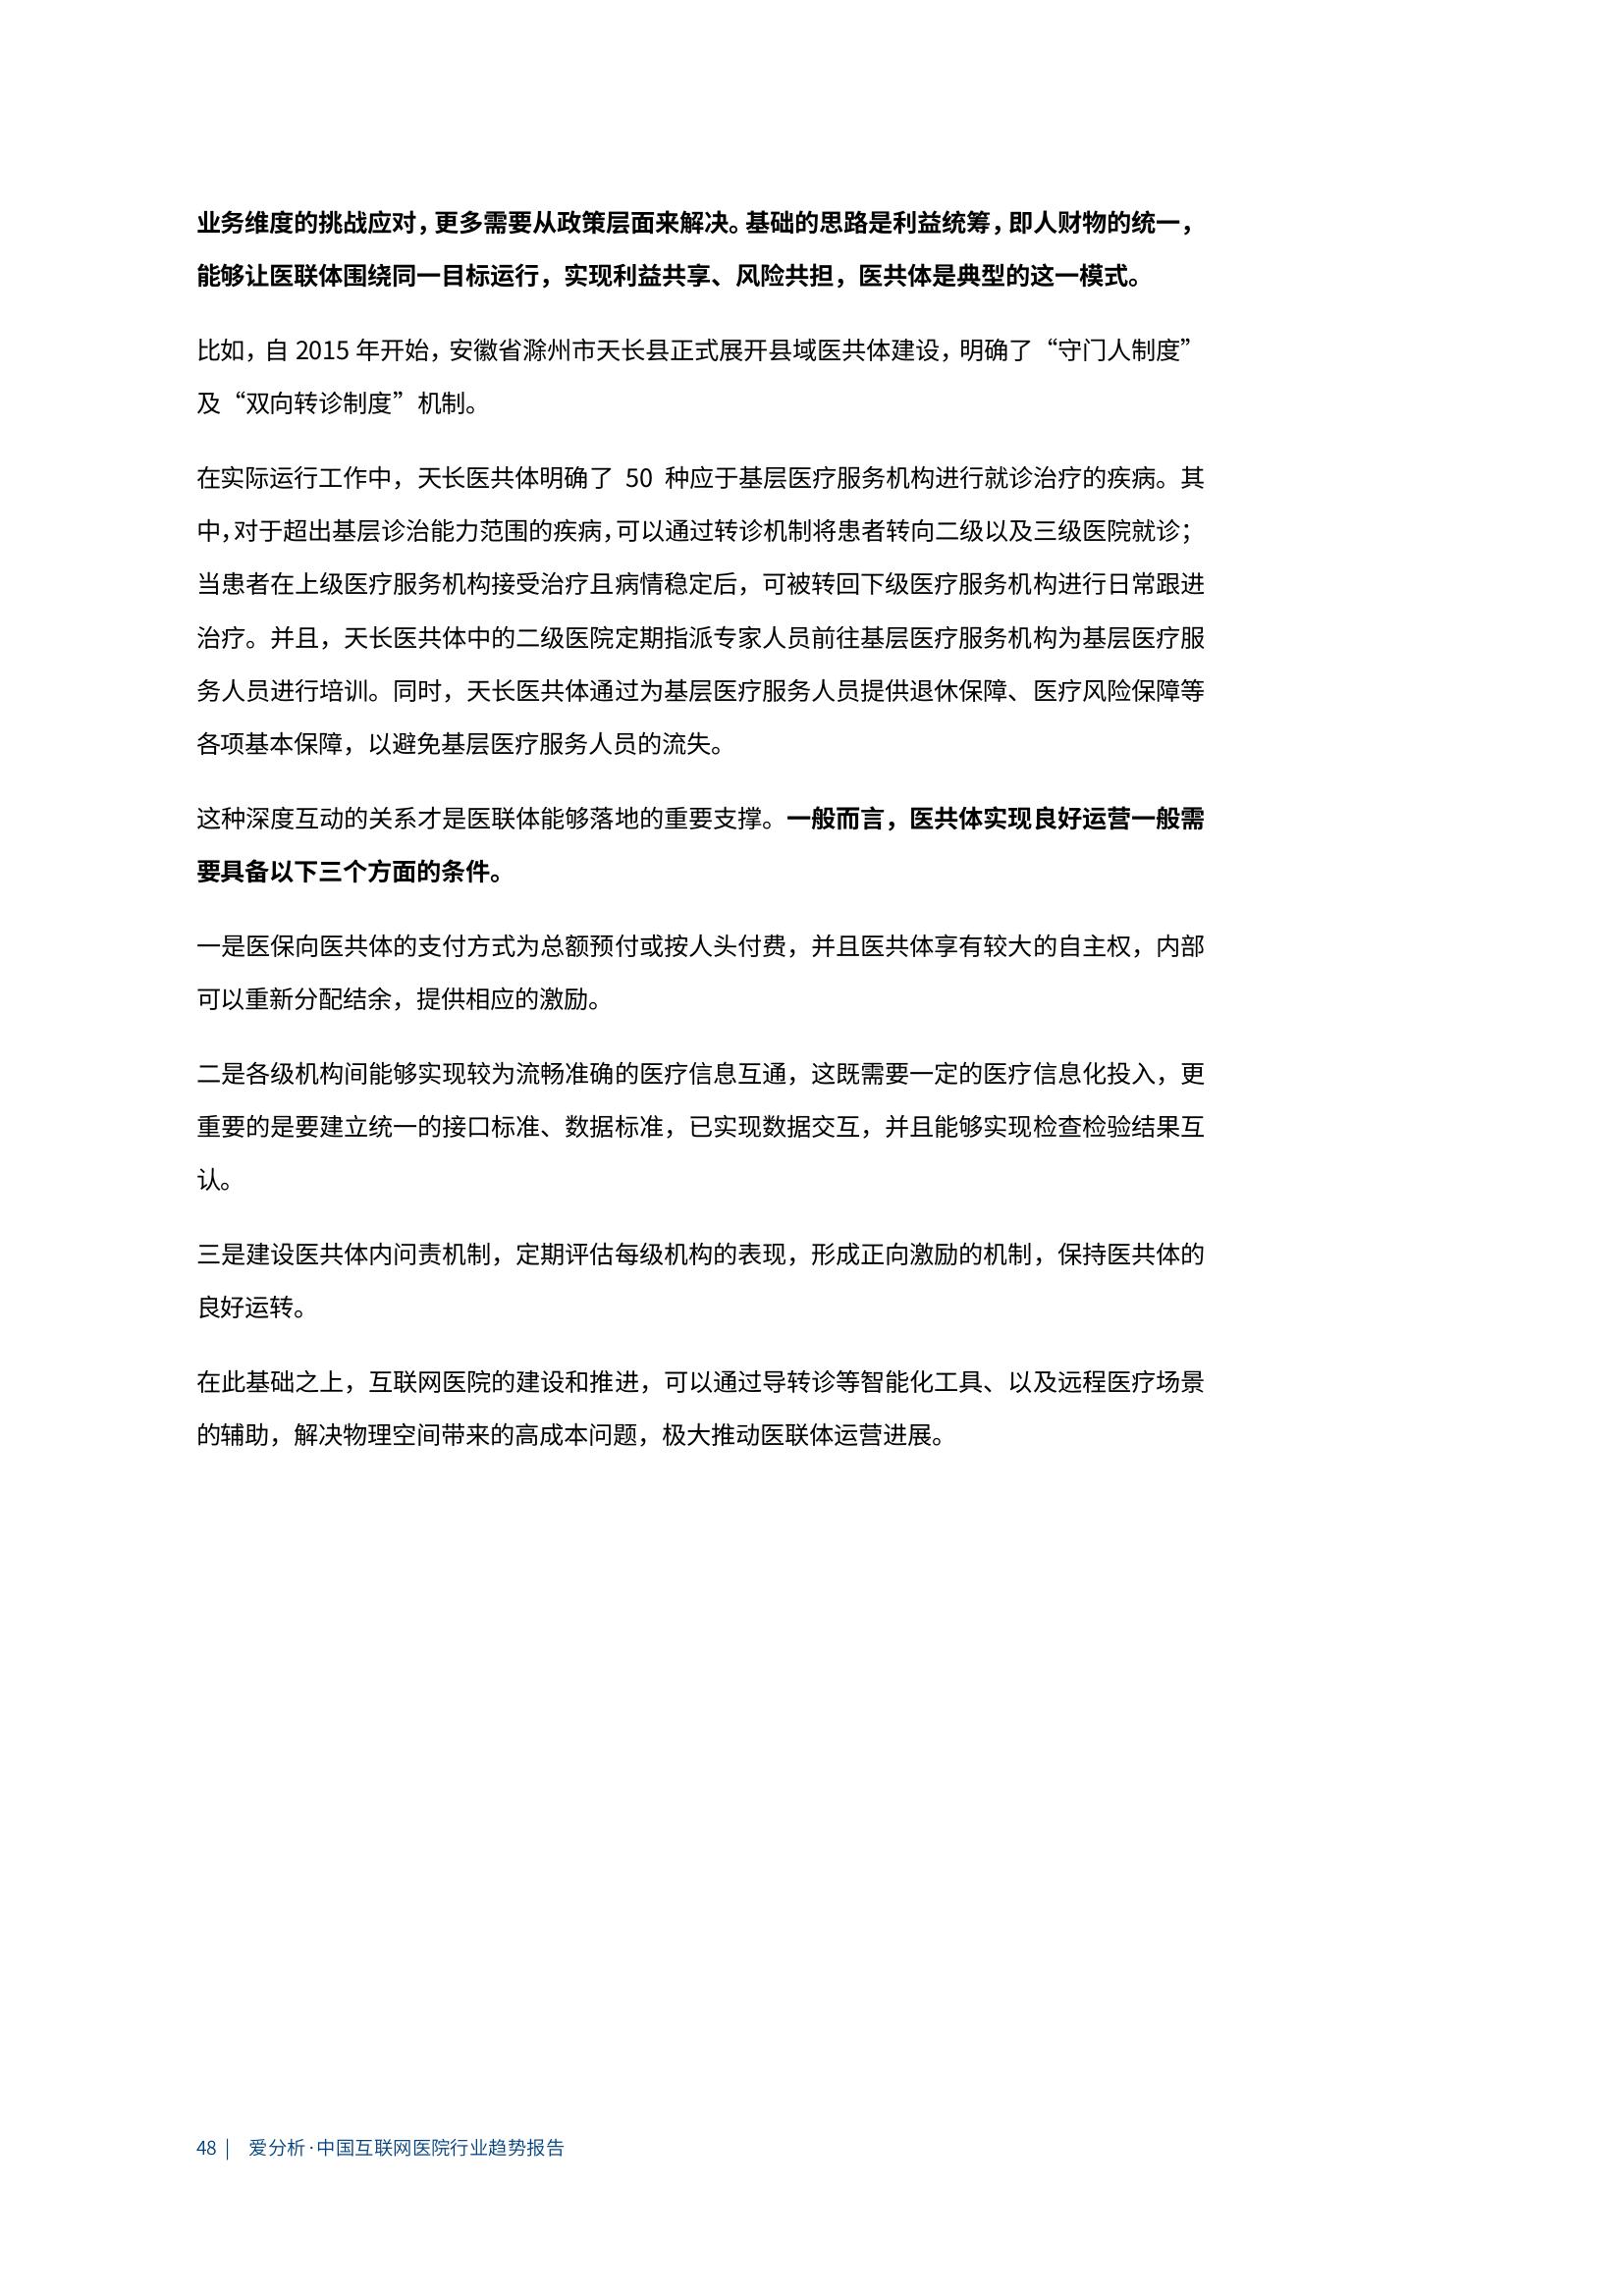 业务维度的挑战应对，更多需要从政策层面来解决。基础的思路是利益统筹，即人财物的统一，
能够让医联体围绕同一目标运行，实现利益共享、风险共担，医共体是典型的这一模式。
比如，自 2015 年开始，安徽省滁州市天长县正式展开县域医共体建设，明确了“守门人制度”
及“双向转诊制度”机制。
在实际运行工作中，天长医共体明确了 50 种应于基层医疗服务机构进行就诊治疗的疾病。其
中，对于超出基层诊治能力范围的疾病，可以通过转诊机制将患者转向二级以及三级医院就诊；
当患者在上级医疗服务机构接受治疗且病情稳定后，可被转回下级医疗服务机构进行日常跟进
治疗。并且，天长医共体中的二级医院定期指派专家人员前往基层医疗服务机构为基层医疗服
务人员进行培训。同时，天长医共体通过为基层医疗服务人员提供退休保障、医疗风险保障等
各项基本保障，以避免基层医疗服务人员的流失。
这种深度互动的关系才是医联体能够落地的重要支撑。一般而言，医共体实现良好运营一般需
要具备以下三个方面的条件。
一是医保向医共体的支付方式为总额预付或按人头付费，并且医共体享有较大的自主权，内部
可以重新分配结余，提供相应的激励。
二是各级机构间能够实现较为流畅准确的医疗信息互通，这既需要一定的医疗信息化投入，更
重要的是要建立统一的接口标准、数据标准，已实现数据交互，并且能够实现检查检验结果互
认。
三是建设医共体内问责机制，定期评估每级机构的表现，形成正向激励的机制，保持医共体的
良好运转。
在此基础之上，互联网医院的建设和推进，可以通过导转诊等智能化工具、以及远程医疗场景
的辅助，解决物理空间带来的高成本问题，极大推动医联体运营进展。
48 | 爱分析·中国互联网医院行业趋势报告